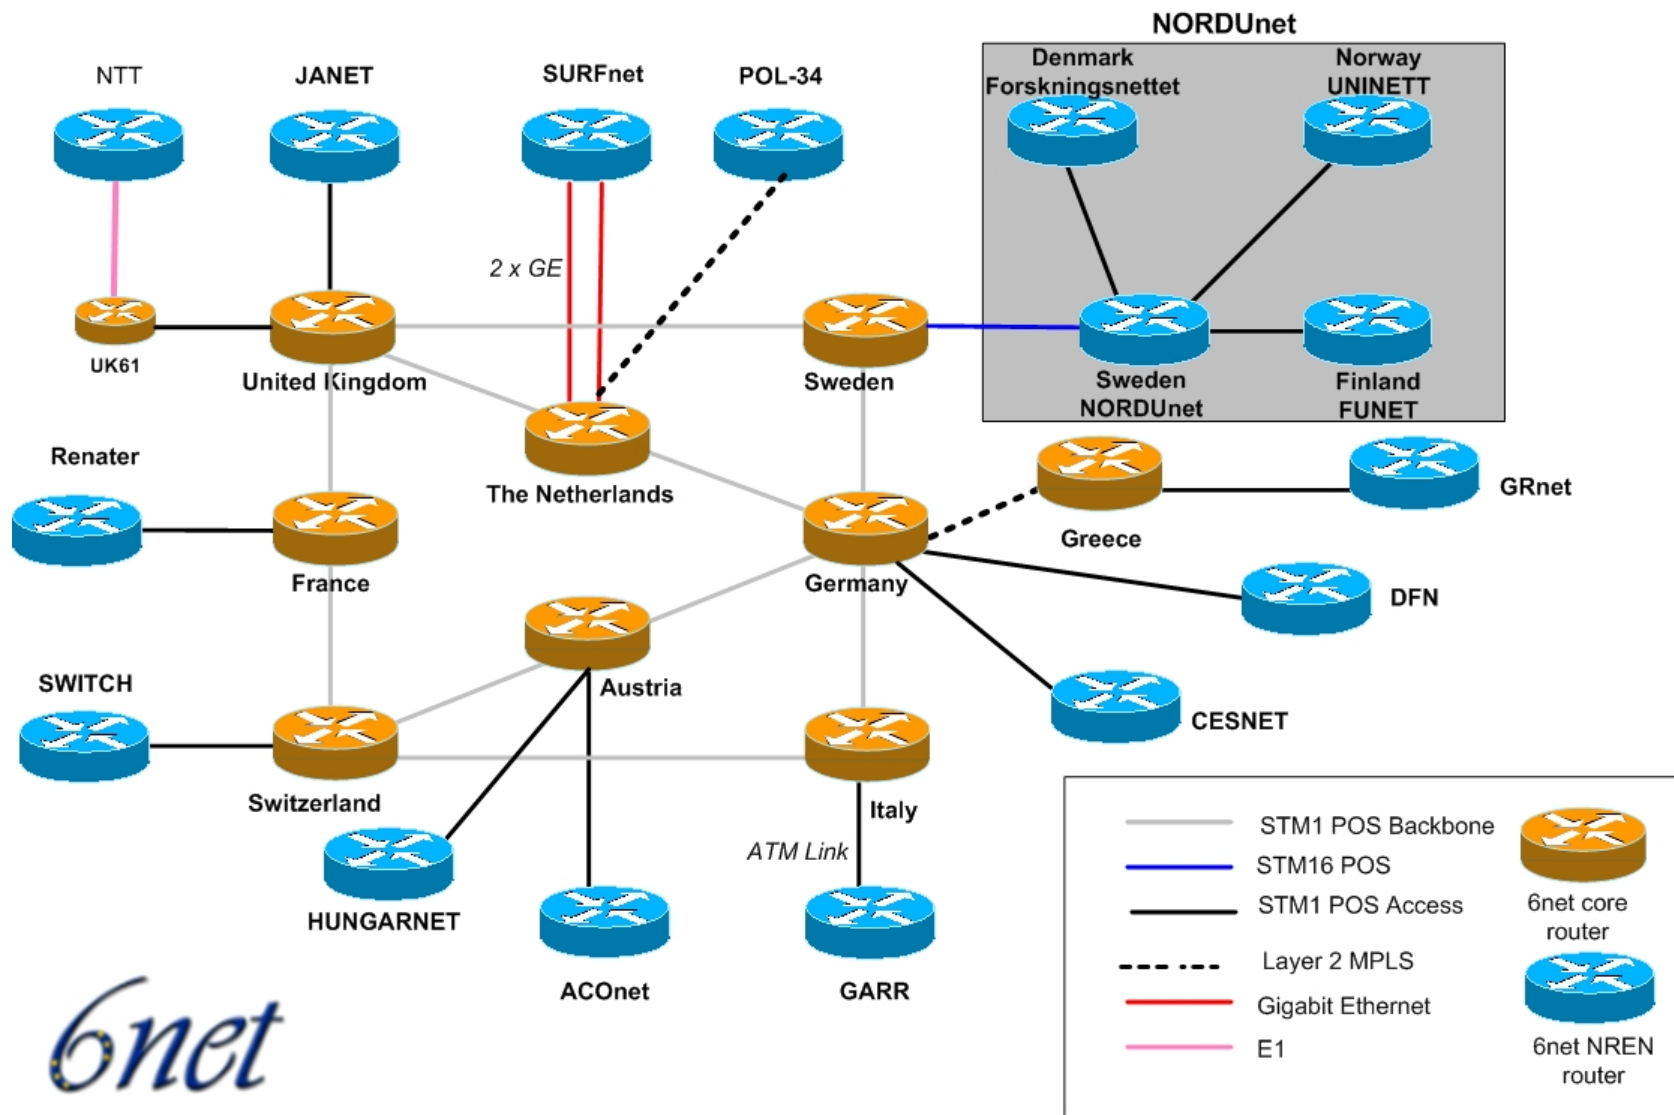 NORDUnet
NTT
JANET
SURFnet
POL-34
Denmark
Forskningsnettet
Norway
UNINETT
2 x GE
UK61
United Kingdom
Sweden
Sweden
NORDUnet
Finland
FUNET
Renater
The Netherlands
GRnet
Greece
France
Germany
DFN
SWITCH
Austria
CESNET
Switzerland
Italy
ATM Link
HUNGARNET
ACOnet
GARR
STM1 POS Backbone
STM16 POS
STM1 POS Access
Layer 2 MPLS
Gigabit Ethernet
E1
6net core
router
6net NREN
router
6net